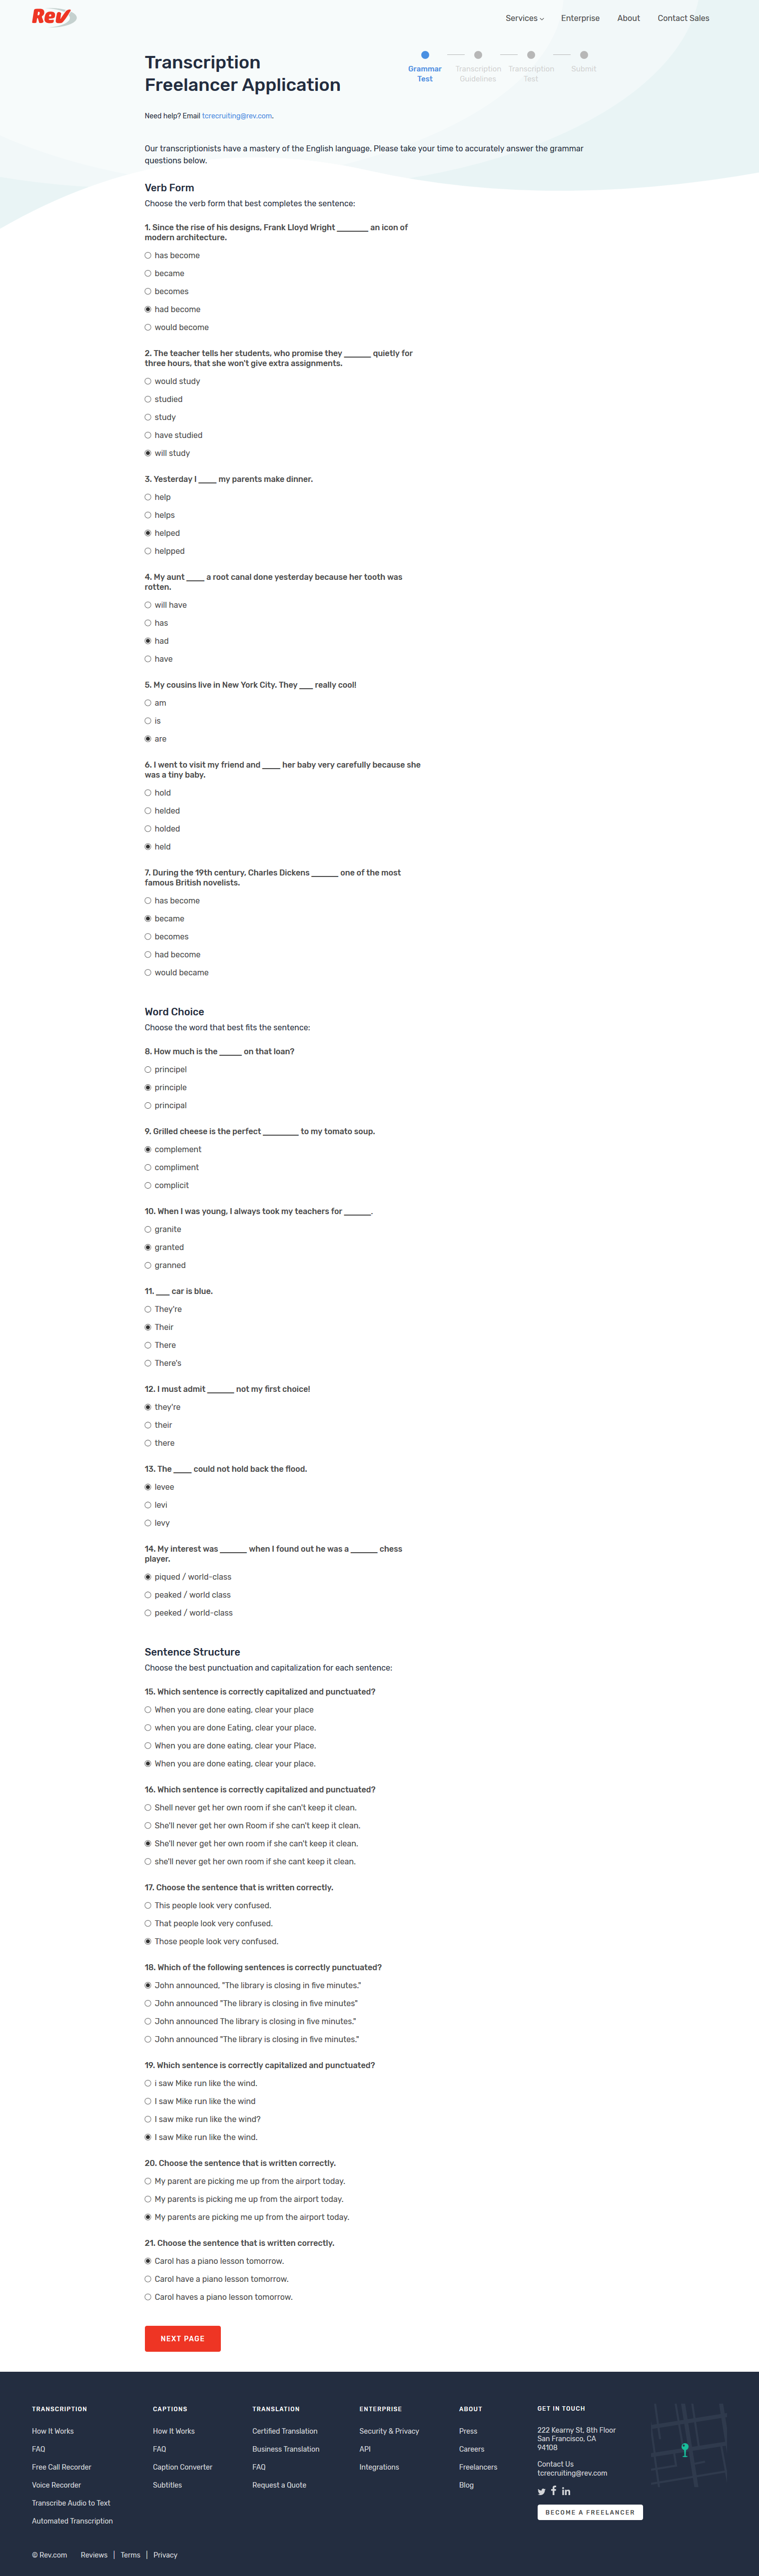 Rev
Services
Enterprise
About
Contact Sales
Transcription
Freelancer Application
Grammar
Test
Transcription
Guidelines
Transcription
Test
Submit
Need help? Email tcrecruiting@rev.com.
Our transcriptionists have a mastery of the English language. Please take your time to accurately answer the grammar
questions below.
Verb Form
Choose the verb form that best completes the sentence:
1. Since the rise of his designs, Frank Lloyd Wright _______ an icon of
modern architecture.
has become
became
becomes
had become
would become
2. The teacher tells her students, who promise they ______ quietly for
three hours, that she won't give extra assignments.
would study
studied
study
have studied
will study
3. Yesterday I ____ my parents make dinner.
help
helps
helped
helpped
4. My aunt ____ a root canal done yesterday because her tooth was
rotten.
will have
has
had
have
5. My cousins live in New York City. They ___ really cool!
am
is
are
6. I went to visit my friend and ____ her baby very carefully because she
was a tiny baby.
hold
helded
holded
held
7. During the 19th century, Charles Dickens ______ one of the most
famous British novelists.
has become
became
becomes
had become
would became
Word Choice
Choose the word that best fits the sentence:
8. How much is the _____ on that loan?
principel
principle
principal
9. Grilled cheese is the perfect ________ to my tomato soup.
complement
compliment
complicit
10. When I was young, I always took my teachers for ______.
granite
granted
granned
11. ___ car is blue.
They're
Their
There
There's
12. I must admit ______ not my first choice!
they're
their
there
13. The ____ could not hold back the flood.
levee
levi
levy
14. My interest was ______ when I found out he was a ______ chess
player.
piqued / world-class
peaked / world class
peeked / world-class
Sentence Structure
Choose the best punctuation and capitalization for each sentence:
15. Which sentence is correctly capitalized and punctuated?
When you are done eating, clear your place
when you are done Eating, clear your place.
When you are done eating, clear your Place.
When you are done eating, clear your place.
16. Which sentence is correctly capitalized and punctuated?
Shell never get her own room if she can't keep it clean.
She'll never get her own Room if she can't keep it clean.
She'll never get her own room if she can't keep it clean.
she'll never get her own room if she cant keep it clean.
17. Choose the sentence that is written correctly.
This people look very confused.
That people look very confused.
Those people look very confused.
18. Which of the following sentences is correctly punctuated?
John announced, "The library is closing in five minutes."
John announced "The library is closing in five minutes"
John announced The library is closing in five minutes."
John announced "The library is closing in five minutes."
19. Which sentence is correctly capitalized and punctuated?
i saw Mike run like the wind.
I saw Mike run like the wind
I saw mike run like the wind?
I saw Mike run like the wind.
20. Choose the sentence that is written correctly.
My parent are picking me up from the airport today.
My parents is picking me up from the airport today.
My parents are picking me up from the airport today.
21. Choose the sentence that is written correctly.
Carol has a piano lesson tomorrow.
Carol have a piano lesson tomorrow.
Carol haves a piano lesson tomorrow.
NEXT PAGE
TRANSCRIPTION
How It Works
FAQ
Free Call Recorder
Voice Recorder
Transcribe Audio to Text
Automated Transcription
CAPTIONS
How It Works
FAQ
Caption Converter
Subtitles
TRANSLATION
Certified Translation
Business Translation
FAQ
Request a Quote
ENTERPRISE
Security & Privacy
API
Integrations
ABOUT
Press
Careers
Freelancers
Blog
GET IN TOUCH
222 Kearny St, 8th Floor
San Francisco, CA
94108
Contact Us
tcrecruiting@rev.com
BECOME A FREELANCER
© Rev.com
Reviews | Terms | Privacy